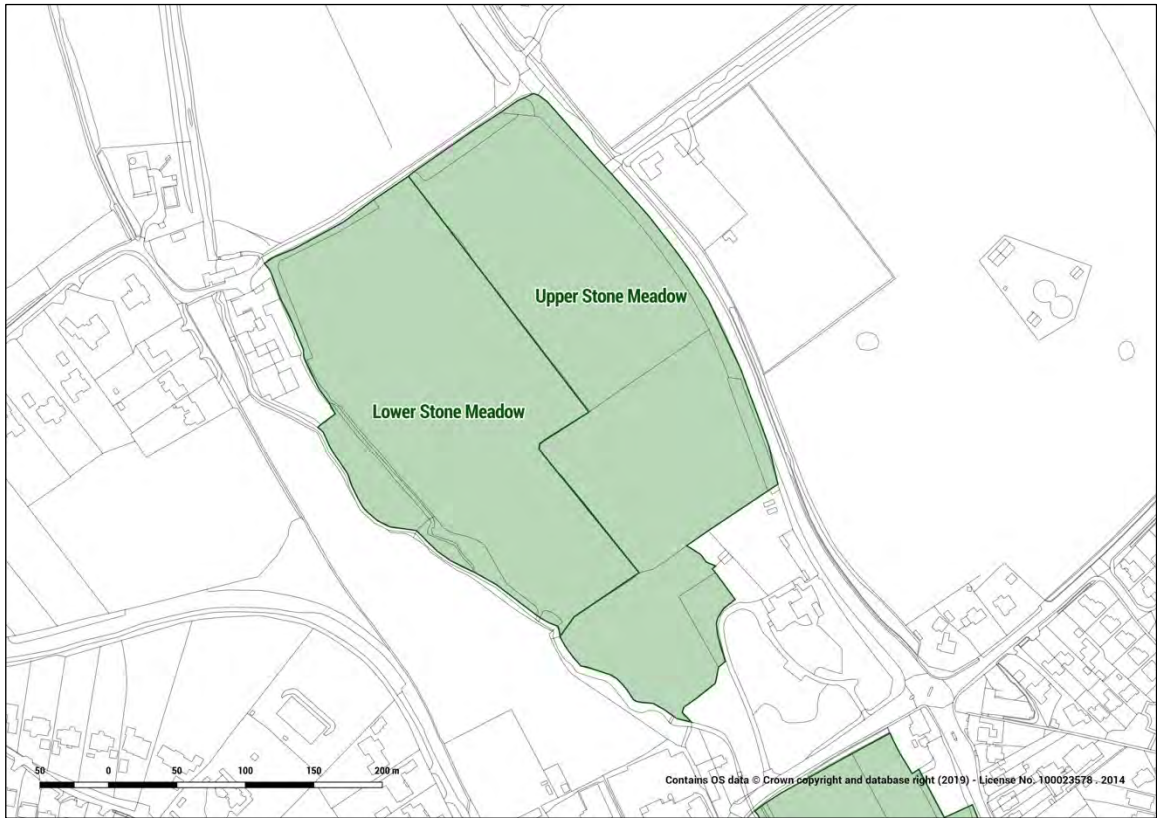 Upper Stone Meadow
Lower Stone Meadow
50 0 50 100 150 200 m
Contains OS data © Crown copyright and database right (2019) - License No. 100023578 . 2014